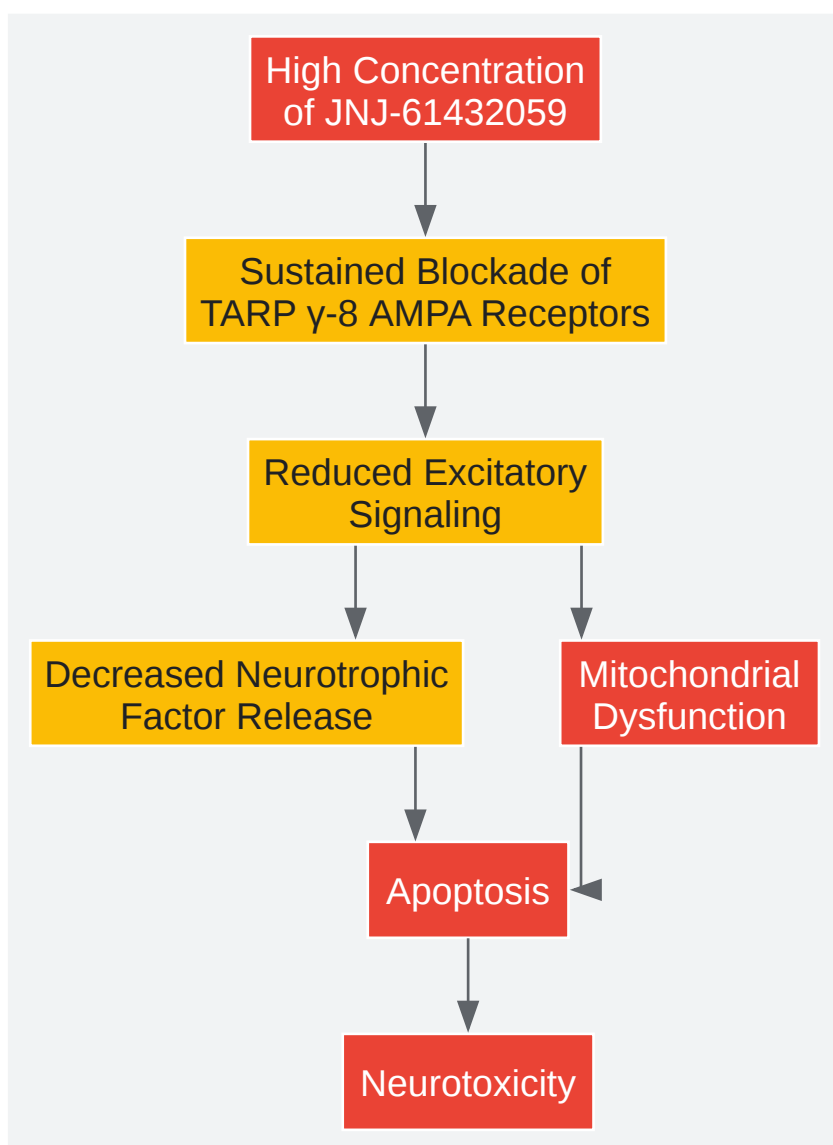 High Concentration
of JNJ-61432059
Sustained Blockade of
TARP γ-8 AMPA Receptors
Reduced Excitatory
Signaling
Decreased Neurotrophic
Factor Release
Mitochondrial
Dysfunction
Apoptosis
Neurotoxicity